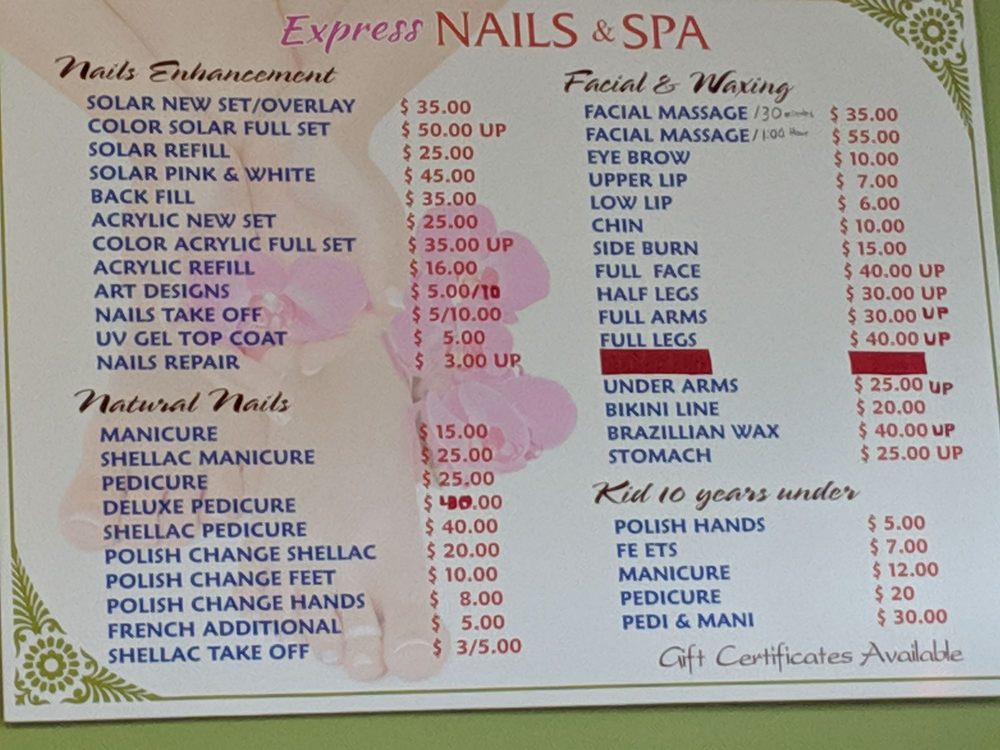 Express NAILS & SPA
Nails Enhancement
SOLAR NEW SET/OVERLAY $ 35.00
COLOR SOLAR FULL SET $ 50.00 UP
SOLAR REFILL $ 25.00
SOLAR PINK & WHITE $ 45.00
BACK FILL $ 35.00
ACRYLIC NEW SET $ 25.00
COLOR ACRYLIC FULL SET $ 35.00 UP
ACRYLIC REFILL $ 16.00
ART DESIGNS $ 5.00/10
NAILS TAKE OFF $ 5/10.00
UV GEL TOP COAT $ 5.00
NAILS REPAIR $ 3.00 UP
Natural Nails
MANICURE $ 15.00
SHELLAC MANICURE $ 25.00
PEDICURE $ 25.00
DELUXE PEDICURE $
SHELLAC PEDICURE $ 40.00
POLISH CHANGE SHELLAC $ 20.00
POLISH CHANGE FEET $ 10.00
POLISH CHANGE HANDS $ 8.00
FRENCH ADDITIONAL $ 5.00
SHELLAC TAKE OFF $ 3/5.00
Facial & Waxing
FACIAL MASSAGE /30 minutes $ 35.00
FACIAL MASSAGE /1:00 Hour $ 55.00
EYE BROW $ 10.00
UPPER LIP $ 7.00
LOW LIP $ 6.00
CHIN $ 10.00
SIDE BURN $ 15.00
FULL FACE $ 40.00 UP
HALF LEGS $ 30.00 UP
FULL ARMS $ 30.00 UP
FULL LEGS $ 40.00 UP
UNDER ARMS $ 25.00 UP
BIKINI LINE $ 20.00
BRAZILLIAN WAX $ 40.00 UP
STOMACH $ 25.00 UP
Kid 10 years under
POLISH HANDS $ 5.00
FE ETS $ 7.00
MANICURE $ 12.00
PEDICURE $ 20
PEDI & MANI $ 30.00
Gift Certificates Available